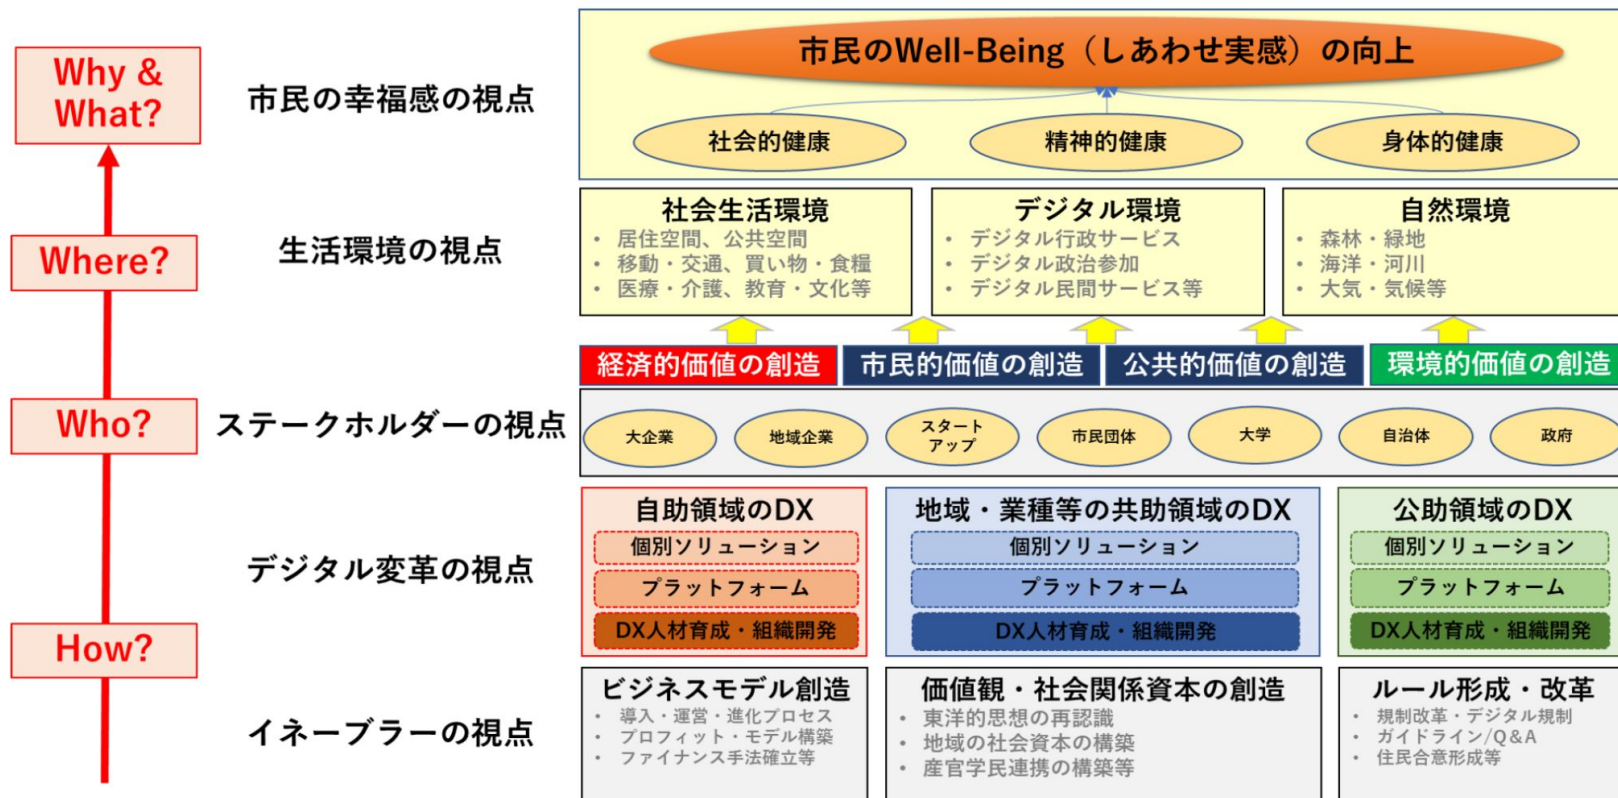 Why &
What?
市民の幸福感の視点
市民のWell-Being（しあわせ実感）の向上
社会的健康
精神的健康
身体的健康
Where?
生活環境の視点
社会生活環境
• 居住空間、公共空間
• 移動・交通、買い物・食糧
• 医療・介護、教育・文化等
デジタル環境
• デジタル行政サービス
• デジタル政治参加
• デジタル民間サービス等
自然環境
• 森林・緑地
• 海洋・河川
• 大気・気候等
経済的価値の創造
市民的価値の創造
公共的価値の創造
環境的価値の創造
Who?
ステークホルダーの視点
大企業
地域企業
スタート
アップ
市民団体
大学
自治体
政府
デジタル変革の視点
自助領域のDX
個別ソリューション
プラットフォーム
DX人材育成・組織開発
地域・業種等の共助領域のDX
個別ソリューション
プラットフォーム
DX人材育成・組織開発
公助領域のDX
個別ソリューション
プラットフォーム
DX人材育成・組織開発
How?
イネーブラーの視点
ビジネスモデル創造
• 導入・運営・進化プロセス
• プロフィット・モデル構築
• ファイナンス手法確立等
価値観・社会関係資本の創造
• 東洋的思想の再認識
• 地域の社会資本の構築
• 産官学民連携の構築等
ルール形成・改革
• 規制改革・デジタル規制
• ガイドライン/Q&A
• 住民合意形成等